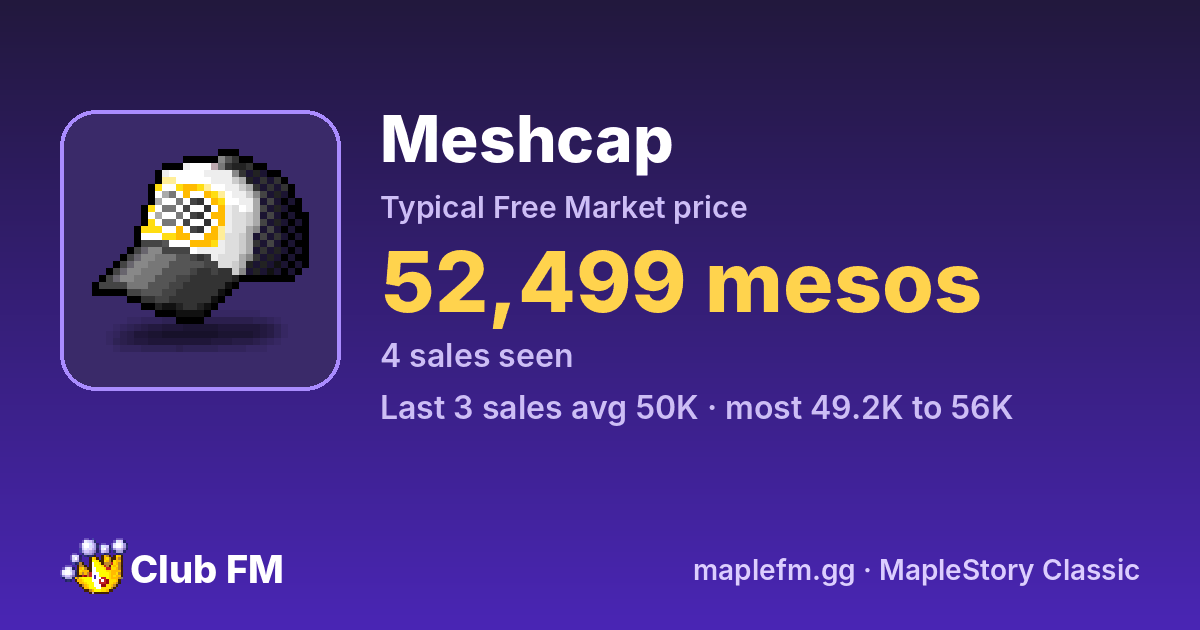 Meshcap
Typical Free Market price
52,499 mesos
4 sales seen
Last 3 sales avg 50K · most 49.2K to 56K
Club FM
maplefm.gg · MapleStory Classic